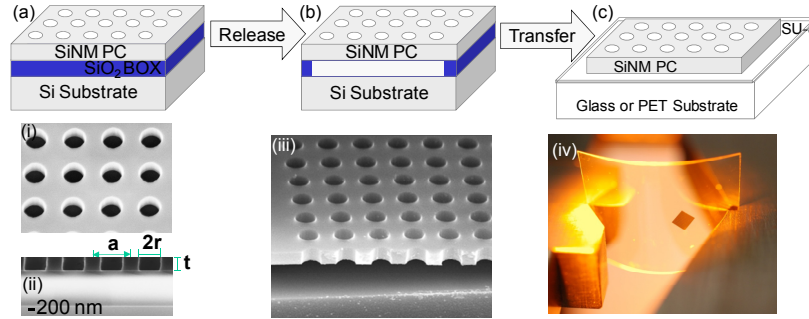 (a)
SiNM PC
SiO2 BOX
Si Substrate
Release
(b)
SiNM PC
Si Substrate
Transfer
(c)
SU-
SiNM PC
Glass or PET Substrate
(i)
a
2r
t
(ii)
200 nm
(iii)
(iv)